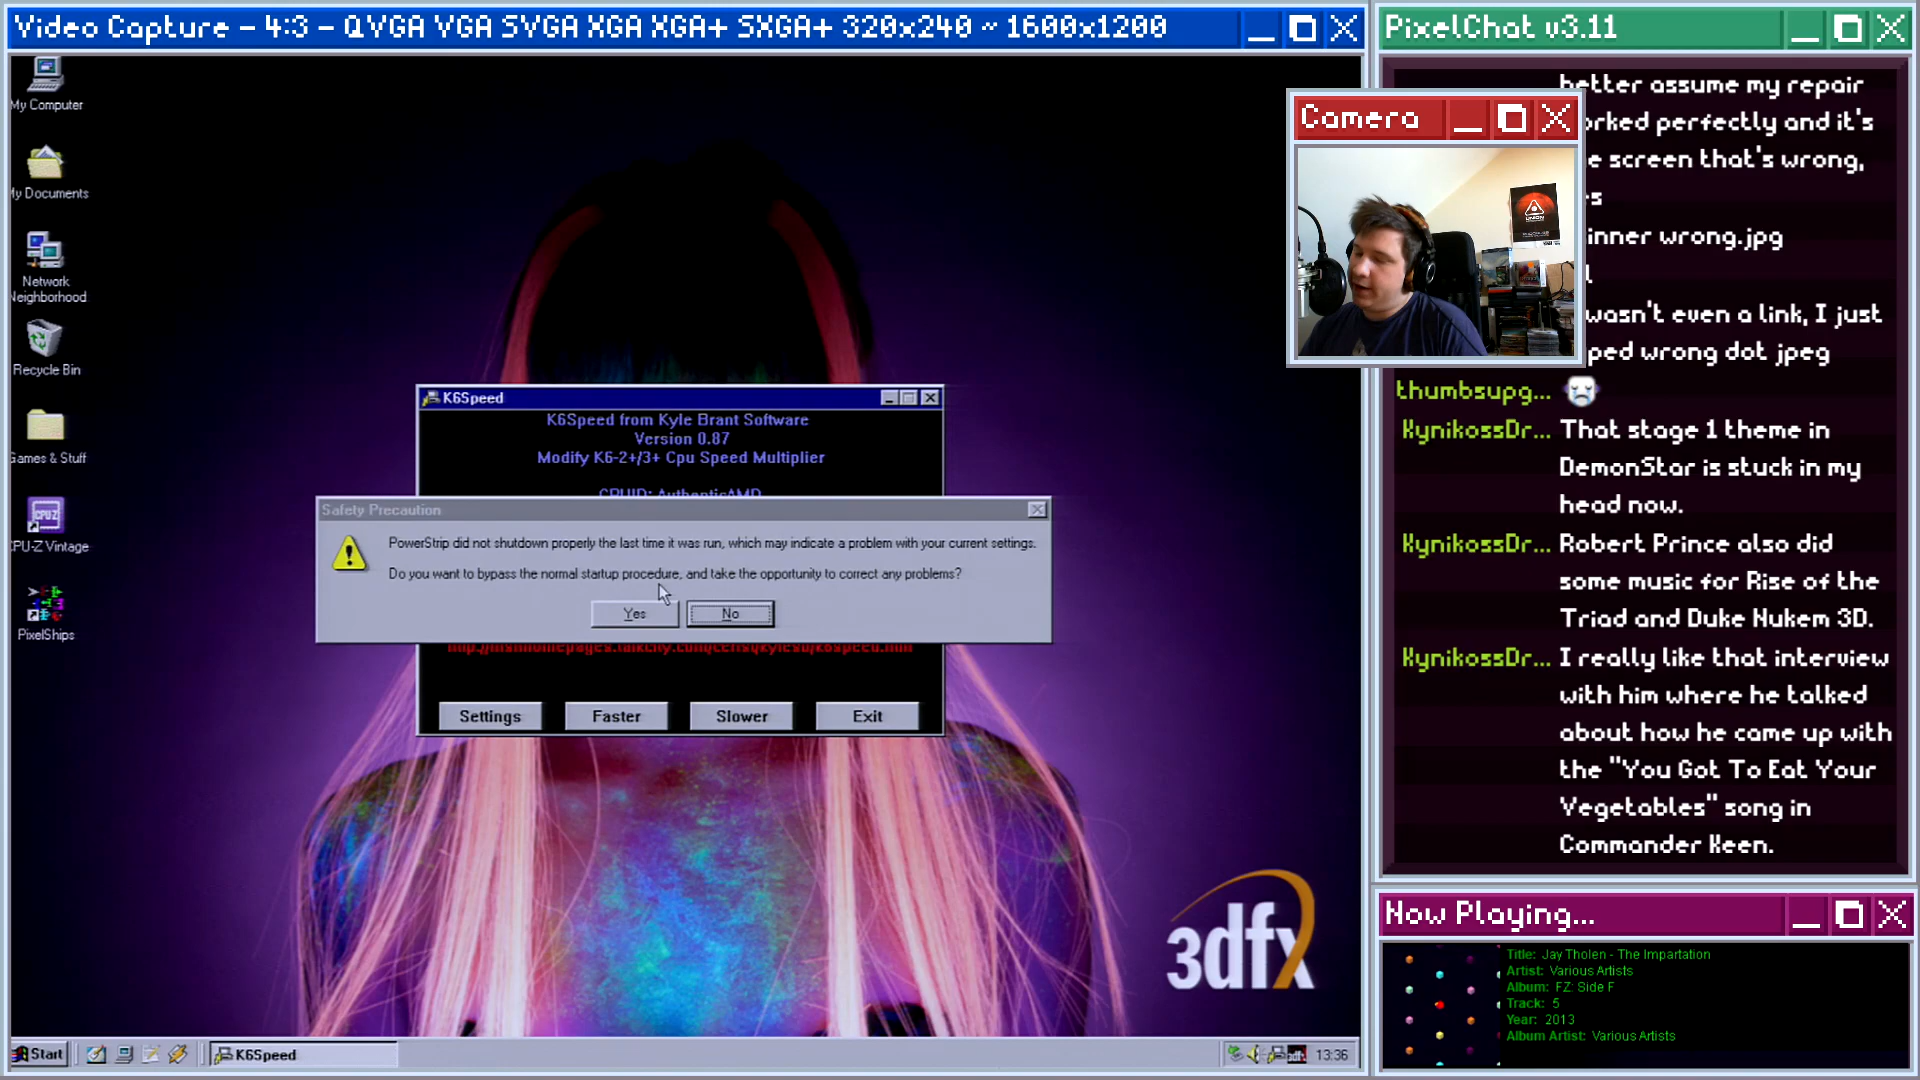 Video Capture - 4:3 - QVGA VGA SVGA XGA XGA+ SXGA+ 320x240 ~ 1600x1200
My Computer
My Documents
Network
Neighborhood
Recycle Bin
Games & Stuff
CPU-Z Vintage
PixelShips
K6Speed
K6Speed from Kyle Brant Software
Version 0.87
Modify K6-2+/3+ Cpu Speed Multiplier
CPUID: AuthenticAMD
Safety Precaution
PowerStrip did not shutdown properly the last time it was run, which may indicate a problem with your current settings.
Do you want to bypass the normal startup procedure, and take the opportunity to correct any problems?
Yes
No
Settings
Faster
Slower
Exit
3dfx
Start
K6Speed
13:36
Camera
PixelChat v3.11
better assume my repair
orked perfectly and it's
e screen that's wrong,
inner wrong.jpg
wasn't even a link, I just
ped wrong dot jpeg
thumbsupg...
KynikossDr... That stage 1 theme in
DemonStar is stuck in my
head now.
KynikossDr... Robert Prince also did
some music for Rise of the
Triad and Duke Nukem 3D.
KynikossDr... I really like that interview
with him where he talked
about how he came up with
the "You Got To Eat Your
Vegetables" song in
Commander Keen.
Now Playing...
Title: Jay Tholen - The Impartation
Artist: Various Artists
Album: FZ: Side F
Track: 5
Year: 2013
Album Artist: Various Artists